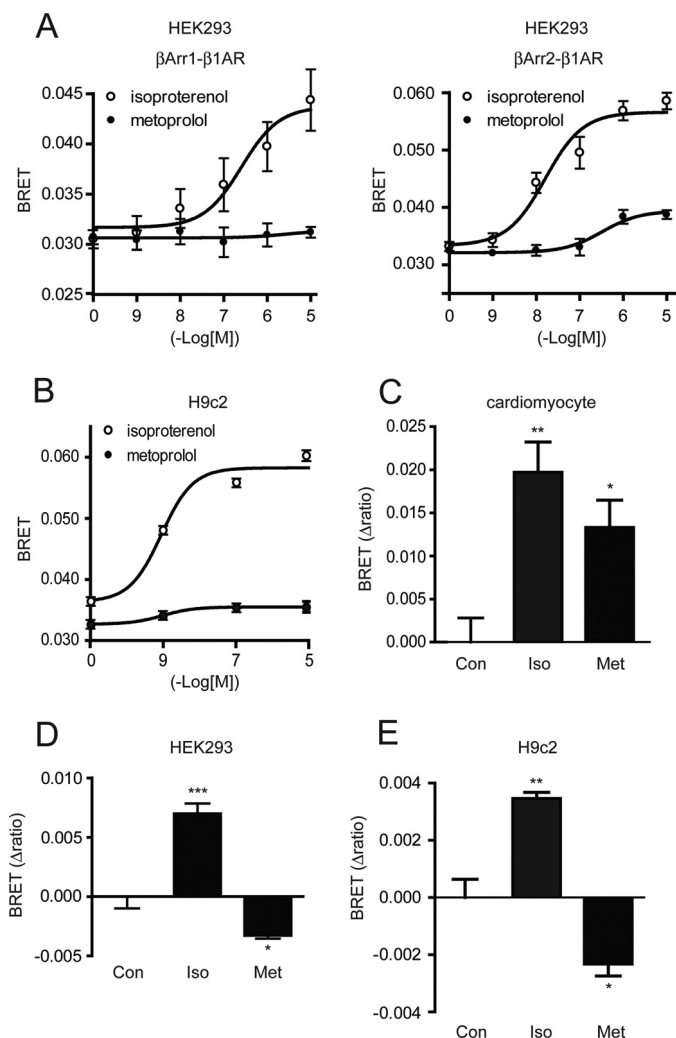 A
HEK293
βArr1-β1AR
isoproterenol
metoprolol
0.045
0.040
0.035
0.030
0.025
BRET
0 9 8 7 6 5
(-Log[M])
HEK293
βArr2-β1AR
isoproterenol
metoprolol
0.060
0.050
0.040
0.030
BRET
0 9 8 7 6 5
(-Log[M])
B
H9c2
isoproterenol
metoprolol
0.060
0.050
0.040
0.030
BRET
0 9 7 5
(-Log[M])
C
cardiomyocyte
0.025
0.020
0.015
0.010
0.005
0.000
BRET (Δratio)
**
*
Con Iso Met
D
HEK293
0.010
0.005
0.000
-0.005
BRET (Δratio)
***
*
Con Iso Met
E
H9c2
0.004
0.002
0.000
-0.002
-0.004
BRET (Δratio)
**
*
Con Iso Met